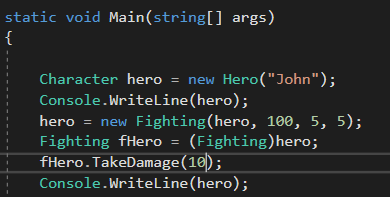 static void Main(string[] args)
{
Character hero = new Hero("John");
Console.WriteLine(hero);
hero = new Fighting(hero, 100, 5, 5);
Fighting fHero = (Fighting)hero;
fHero.TakeDamage(10);
Console.WriteLine(hero);